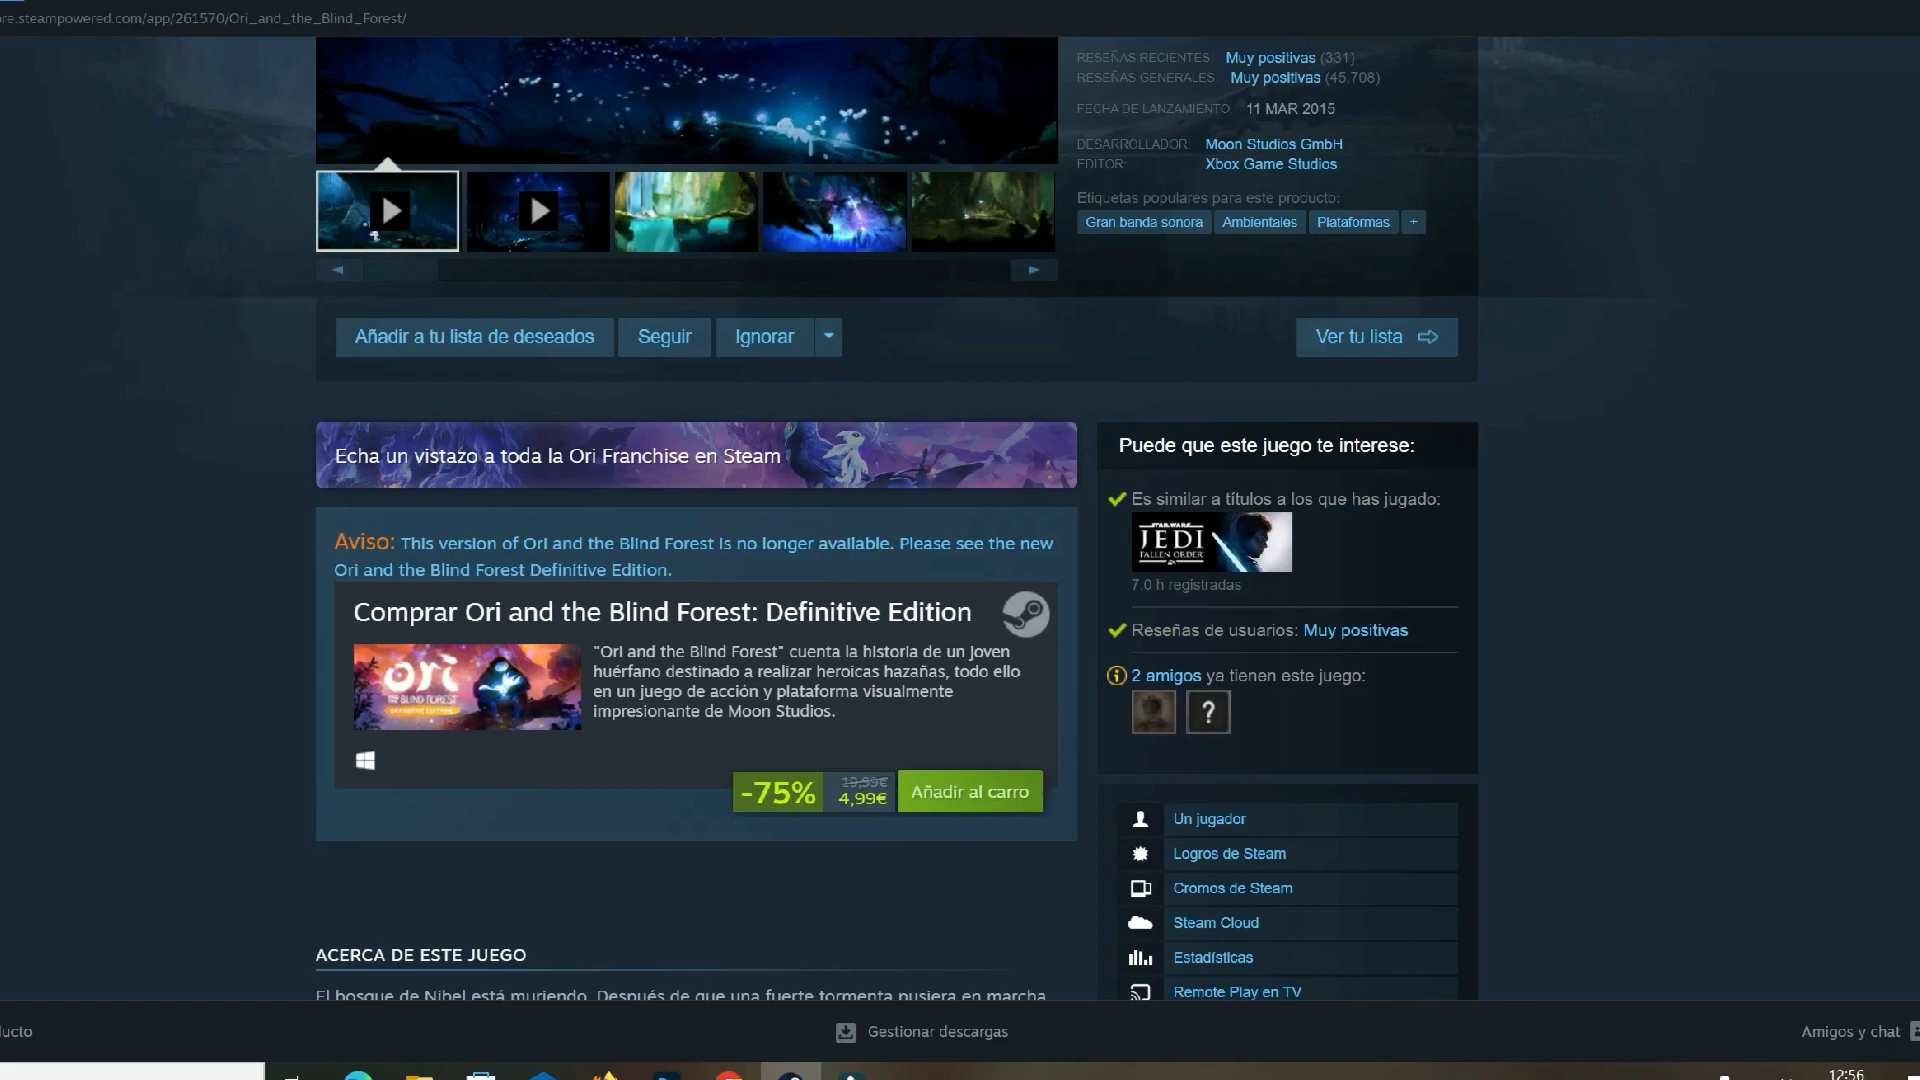 re.steampowered.com/app/261570/Ori_and_the_Blind_Forest/
RESEÑAS RECIENTES: Muy positivas (331)
RESEÑAS GENERALES: Muy positivas (45,708)
FECHA DE LANZAMIENTO: 11 MAR 2015
DESARROLLADOR: Moon Studios GmbH
EDITOR: Xbox Game Studios
Etiquetas populares para este producto:
Gran banda sonora Ambientales Plataformas +
Añadir a tu lista de deseados Seguir Ignorar Ver tu lista
Echa un vistazo a toda la Ori Franchise en Steam
Aviso: This version of Ori and the Blind Forest is no longer available. Please see the new
Ori and the Blind Forest Definitive Edition.
Comprar Ori and the Blind Forest: Definitive Edition
ori
AND THE BLIND FOREST
DEFINITIVE EDITION
"Ori and the Blind Forest" cuenta la historia de un joven
huérfano destinado a realizar heroicas hazañas, todo ello
en un juego de acción y plataforma visualmente
impresionante de Moon Studios.
-75% 19,99€ 4,99€ Añadir al carro
Puede que este juego te interese:
Es similar a títulos a los que has jugado:
STAR WARS
JEDI
FALLEN ORDER
7.0 h registradas
Reseñas de usuarios: Muy positivas
2 amigos ya tienen este juego:
?
Un jugador
Logros de Steam
Cromos de Steam
Steam Cloud
Estadísticas
Remote Play en TV
ACERCA DE ESTE JUEGO
El bosque de Nibel está muriendo. Después de que una fuerte tormenta pusiera en marcha
ucto
Gestionar descargas
Amigos y chat
12:56